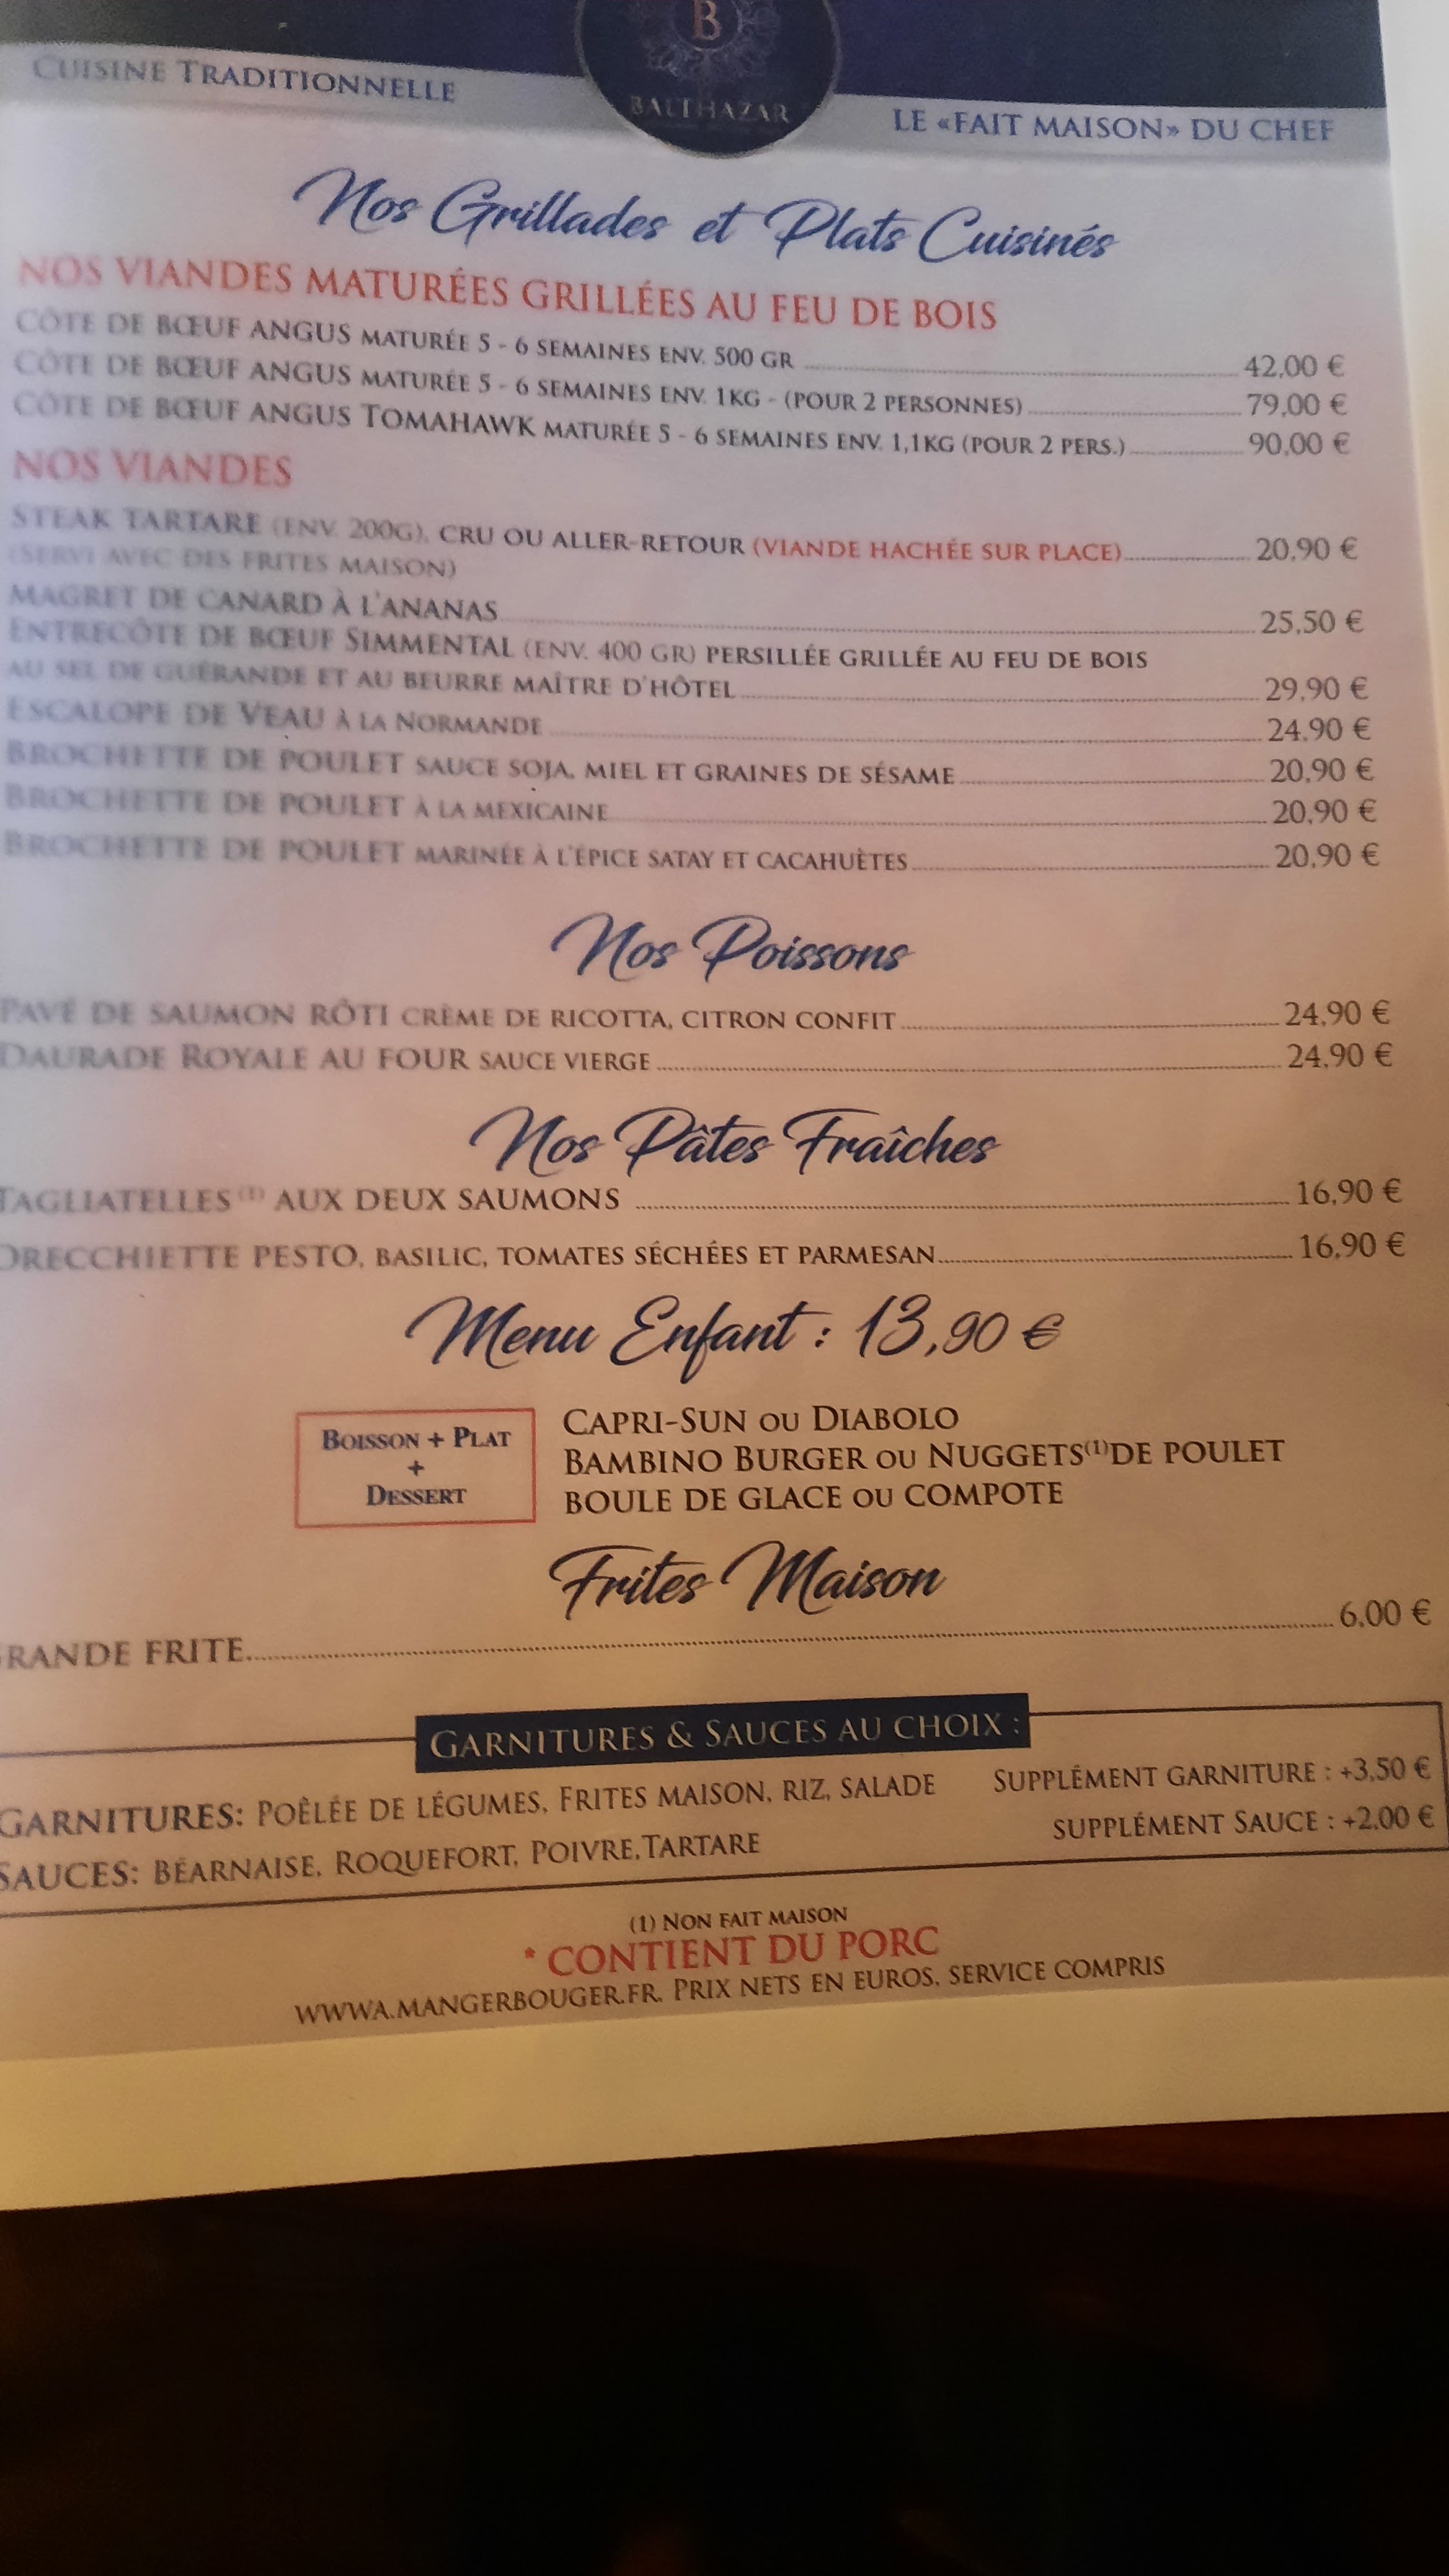 B
BALTHAZAR
CUISINE TRADITIONNELLE
LE «FAIT MAISON» DU CHEF
Nos Grillades et Plats Cuisinés
NOS VIANDES MATURÉES GRILLÉES AU FEU DE BOIS
CÔTE DE BŒUF ANGUS MATURÉE 5 - 6 SEMAINES ENV. 500 GR 42,00 €
CÔTE DE BŒUF ANGUS MATURÉE 5 - 6 SEMAINES ENV. 1KG - (POUR 2 PERSONNES) 79,00 €
CÔTE DE BŒUF ANGUS TOMAHAWK MATURÉE 5 - 6 SEMAINES ENV. 1,1KG (POUR 2 PERS.) 90,00 €
NOS VIANDES
STEAK TARTARE (ENV. 200G), CRU OU ALLER-RETOUR (VIANDE HACHÉE SUR PLACE) 20,90 €
(SERVI AVEC DES FRITES MAISON)
MAGRET DE CANARD À L'ANANAS 25,50 €
ENTRECÔTE DE BŒUF SIMMENTAL (ENV. 400 GR) PERSILLÉE GRILLÉE AU FEU DE BOIS
AU SEL DE GUÉRANDE ET AU BEURRE MAÎTRE D'HÔTEL 29,90 €
ESCALOPE DE VEAU À LA NORMANDE 24,90 €
BROCHETTE DE POULET SAUCE SOJA, MIEL ET GRAINES DE SÉSAME 20,90 €
BROCHETTE DE POULET À LA MEXICAINE 20,90 €
BROCHETTE DE POULET MARINÉE À L'ÉPICE SATAY ET CACAHUÈTES 20,90 €
Nos Poissons
PAVÉ DE SAUMON RÔTI CRÈME DE RICOTTA, CITRON CONFIT 24,90 €
DAURADE ROYALE AU FOUR SAUCE VIERGE 24,90 €
Nos Pâtes Fraîches
TAGLIATELLES (1) AUX DEUX SAUMONS 16,90 €
ORECCHIETTE PESTO, BASILIC, TOMATES SÉCHÉES ET PARMESAN 16,90 €
Menu Enfant : 13,90 €
BOISSON + PLAT
+
DESSERT
CAPRI-SUN OU DIABOLO
BAMBINO BURGER OU NUGGETS(1) DE POULET
BOULE DE GLACE OU COMPOTE
Frites Maison
RANDE FRITE 6,00 €
GARNITURES & SAUCES AU CHOIX :
GARNITURES: POÊLÉE DE LÉGUMES, FRITES MAISON, RIZ, SALADE
SUPPLÉMENT GARNITURE : +3,50 €
SAUCES: BÉARNAISE, ROQUEFORT, POIVRE, TARTARE
SUPPLÉMENT SAUCE : +2,00 €
(1) NON FAIT MAISON
* CONTIENT DU PORC
WWWA.MANGERBOUGER.FR. PRIX NETS EN EUROS, SERVICE COMPRIS